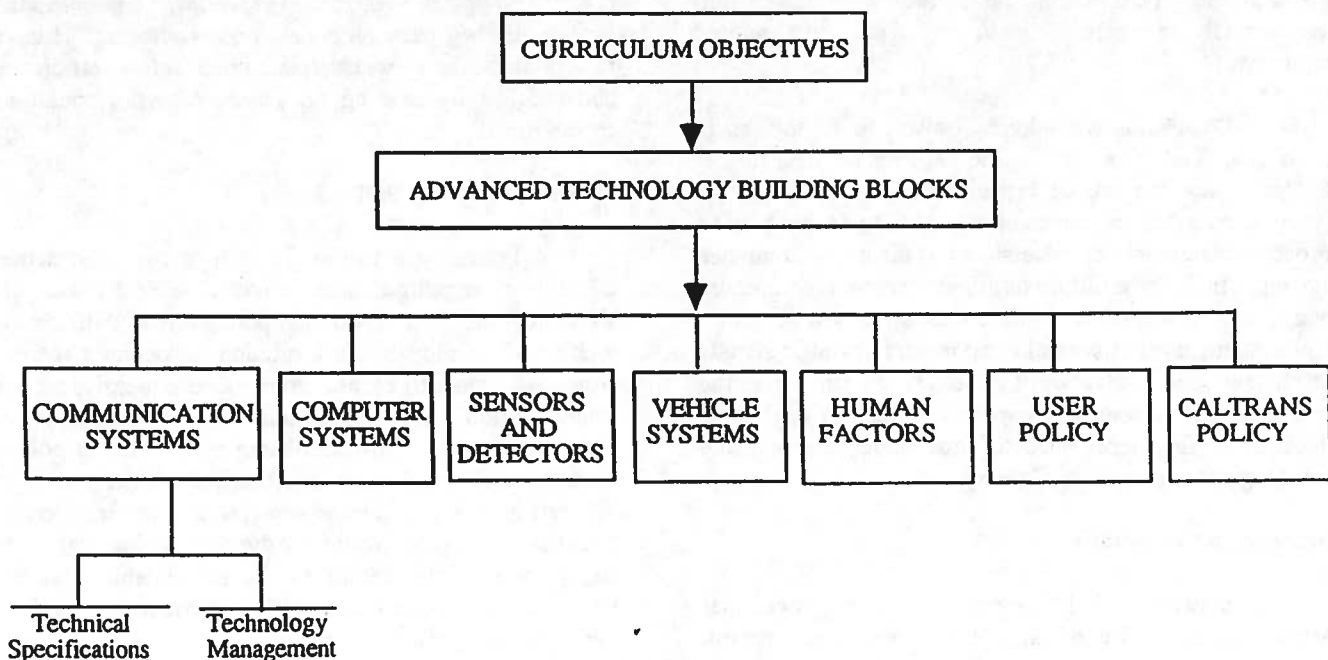 CURRICULUM OBJECTIVES
ADVANCED TECHNOLOGY BUILDING BLOCKS
COMMUNICATION
SYSTEMS
COMPUTER
SYSTEMS
SENSORS
AND
DETECTORS
VEHICLE
SYSTEMS
HUMAN
FACTORS
USER
POLICY
CALTRANS
POLICY
Technical
Specifications
Technology
Management